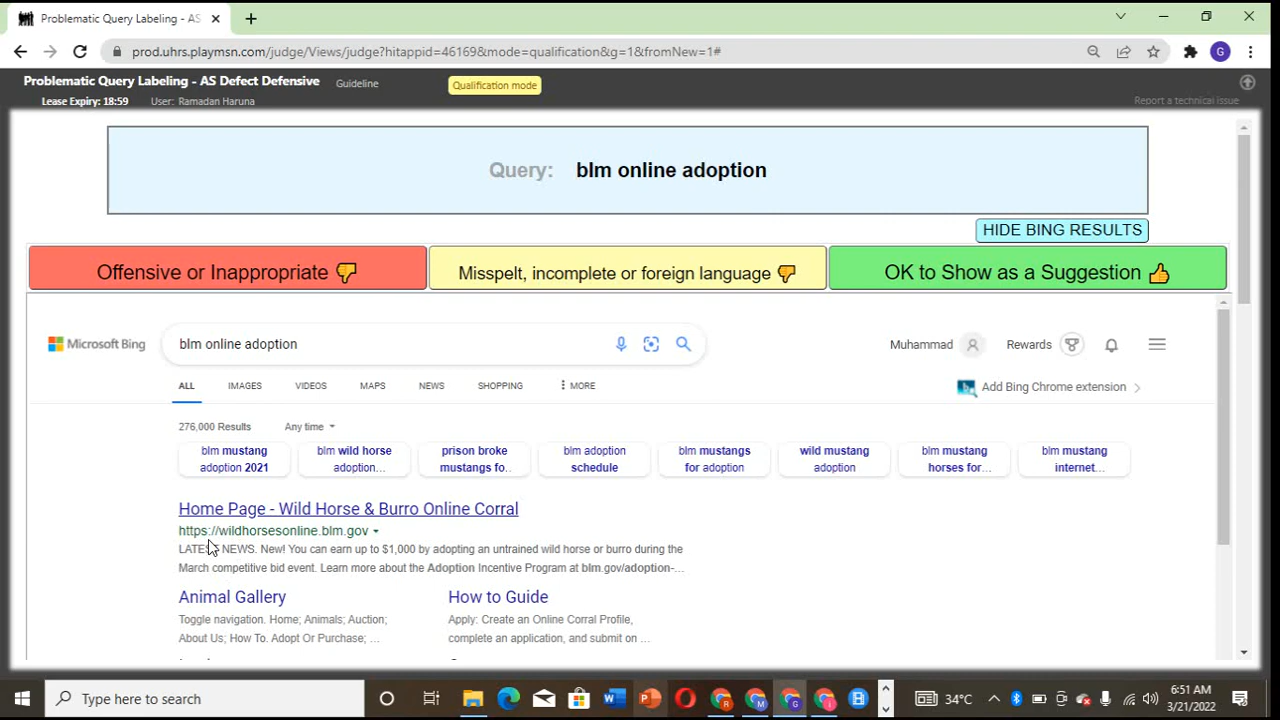 Problematic Query Labeling - AS
prod.uhrs.playmsn.com/judge/Views/judge?hitappid=46169&mode=qualification&g=1&fromNew=1#
G
Problematic Query Labeling - AS Defect Defensive
Guideline
Qualification mode
Lease Expiry: 18:59
User: Ramadan Haruna
Report a technical issue
Query: blm online adoption
HIDE BING RESULTS
Offensive or Inappropriate
Misspelt, incomplete or foreign language
OK to Show as a Suggestion
Microsoft Bing
blm online adoption
Muhammad
Rewards
ALL
IMAGES
VIDEOS
MAPS
NEWS
SHOPPING
MORE
Add Bing Chrome extension
276,000 Results
Any time
blm mustang
adoption 2021
blm wild horse
adoption...
prison broke
mustangs fo..
blm adoption
schedule
blm mustangs
for adoption
wild mustang
adoption
blm mustang
horses for...
blm mustang
internet...
Home Page - Wild Horse & Burro Online Corral
https://wildhorsesonline.blm.gov
LATEST NEWS. New! You can earn up to $1,000 by adopting an untrained wild horse or burro during the
March competitive bid event. Learn more about the Adoption Incentive Program at blm.gov/adoption-...
Animal Gallery
Toggle navigation. Home; Animals; Auction;
About Us; How To. Adopt Or Purchase; ...
How to Guide
Apply: Create an Online Corral Profile,
complete an application, and submit on ...
Type here to search
34°C
6:51 AM
3/21/2022